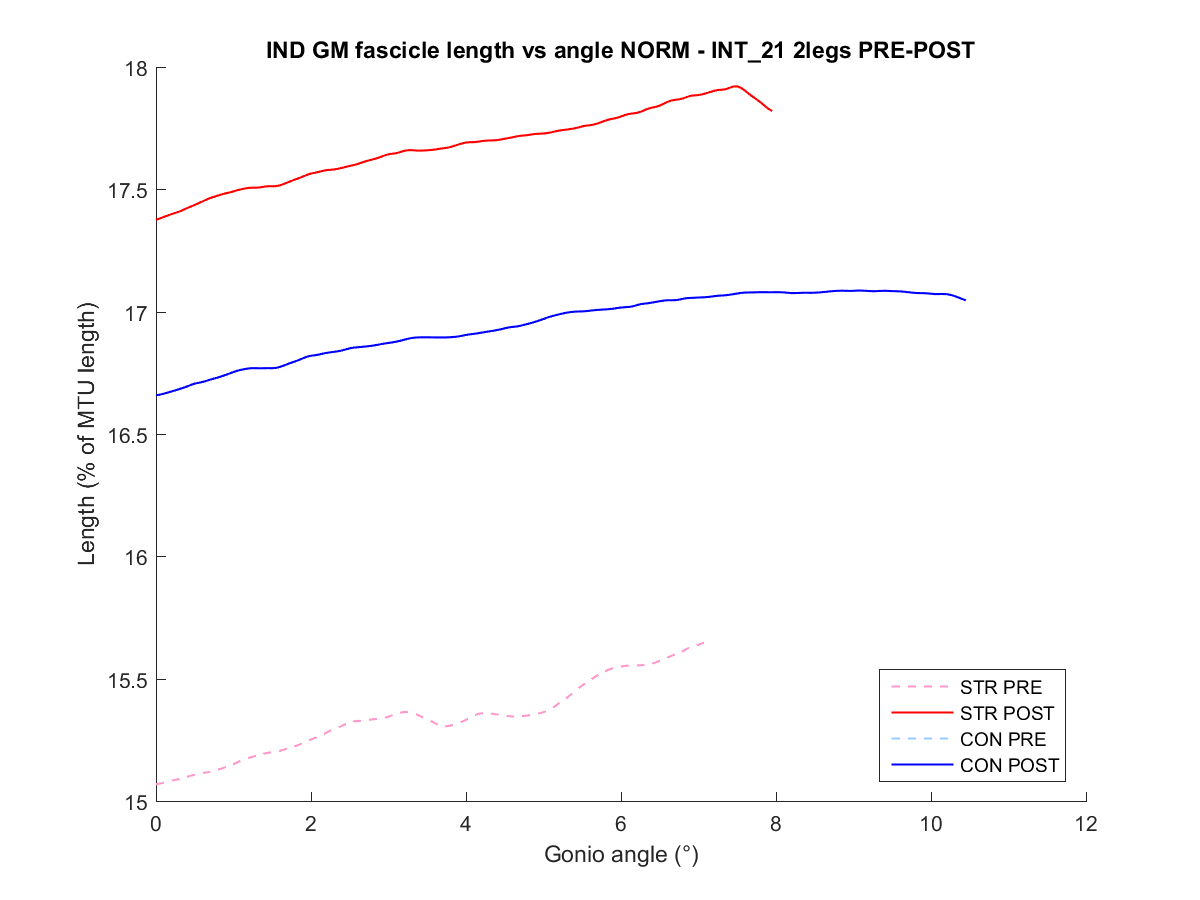 IND GM fascicle length vs angle NORM - INT_21 2legs PRE-POST
18
17.5
17
16.5
16
15.5
15
Length (% of MTU length)
0 2 4 6 8 10 12
Gonio angle (°)
STR PRE
STR POST
CON PRE
CON POST